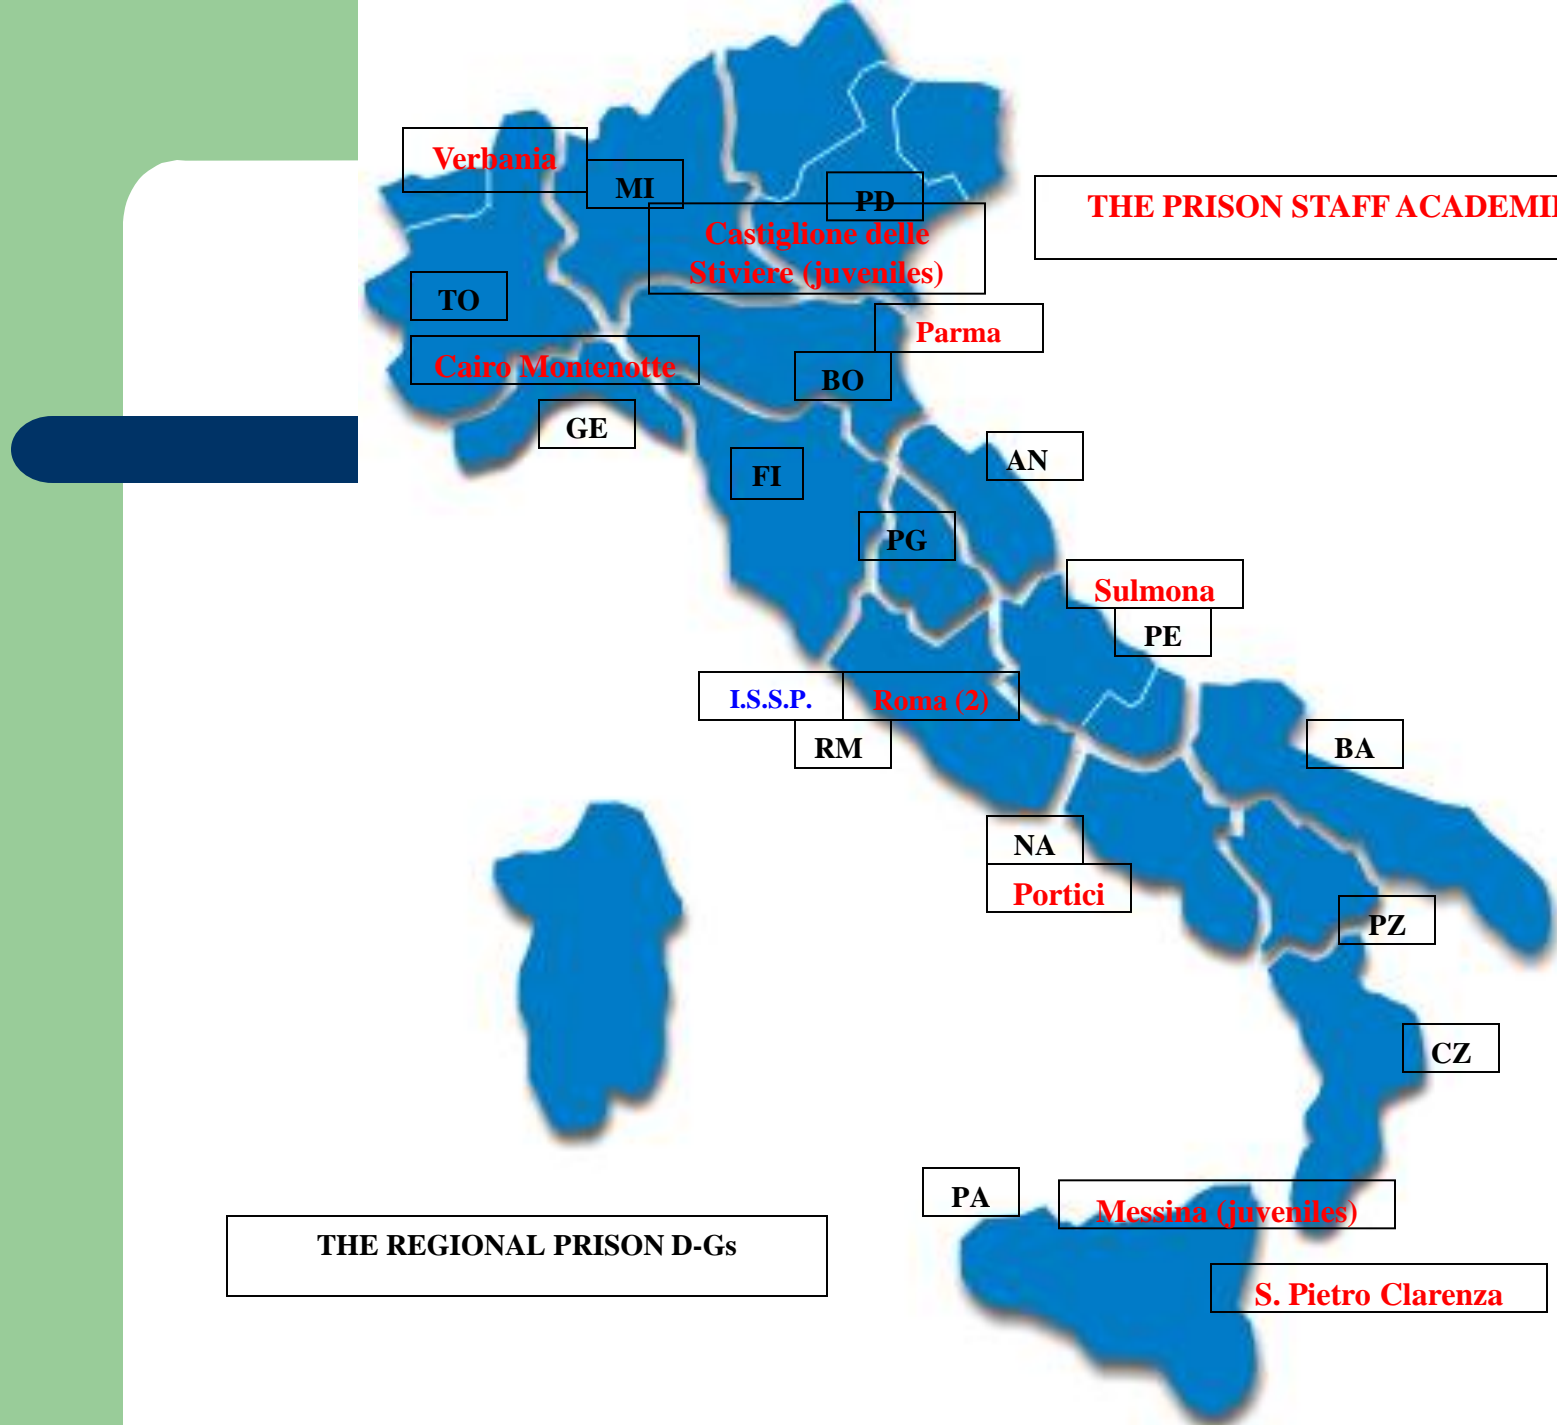 Verbania
MI
PD
THE PRISON STAFF ACADEMI
Castiglione delle
Stiviere (juveniles)
TO
Parma
Cairo Montenotte
BO
GE
AN
FI
PG
Sulmona
PE
I.S.S.P.
Roma (2)
RM
BA
NA
Portici
PZ
CZ
PA
Messina (juveniles)
THE REGIONAL PRISON D-Gs
S. Pietro Clarenza